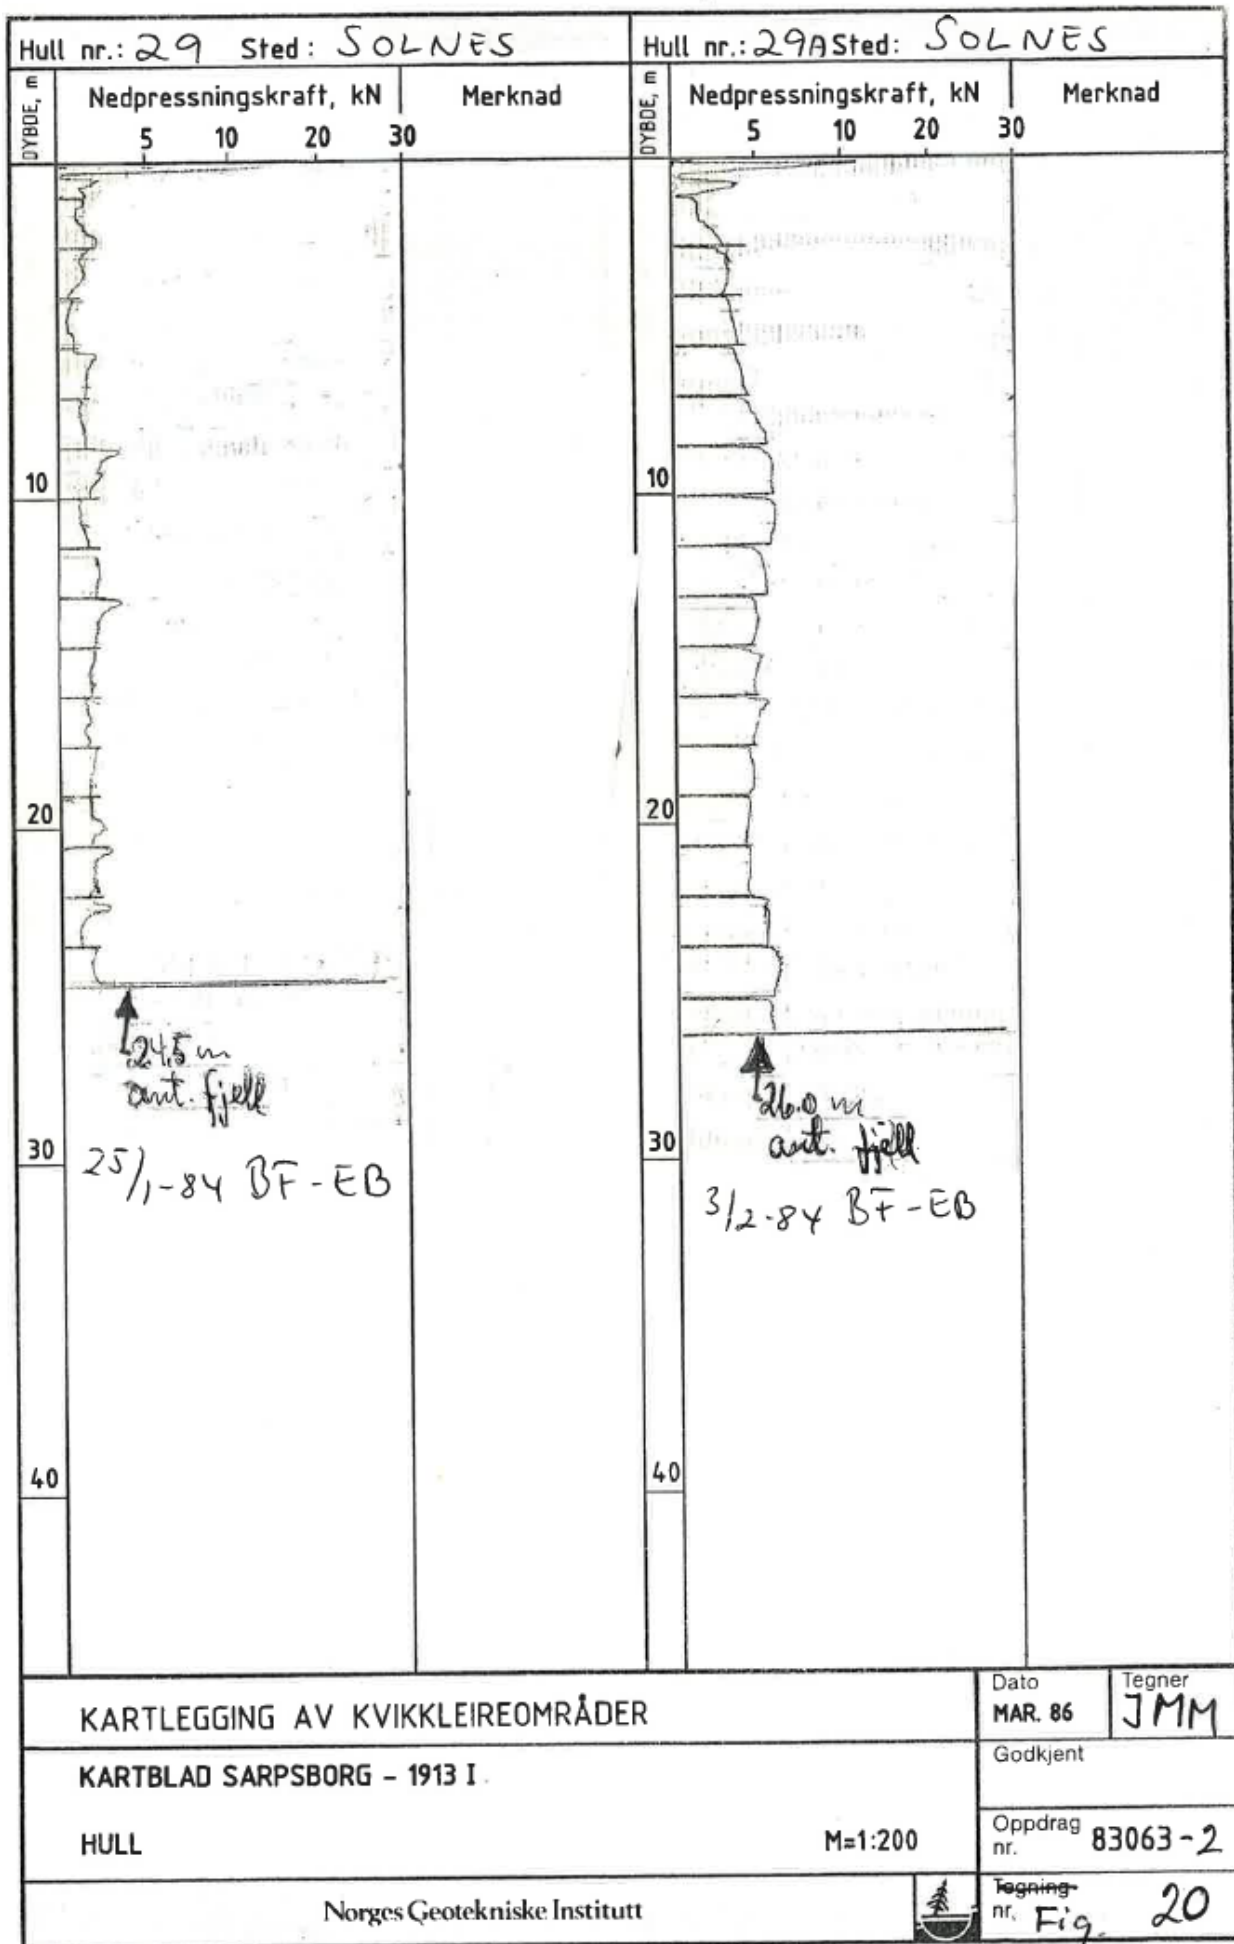 Hull nr.: 29 Sted: SOLNES
DYBDE, m
Nedpressningskraft, kN
Merknad
5 10 20 30
10
20
24,5 m
ant. fjell
30
25/1-84 BF-EB
40
Hull nr.: 29A Sted: SOLNES
DYBDE, m
Nedpressningskraft, kN
Merknad
5 10 20 30
10
20
26.0 m
ant. fjell
30
3/2-84 BF-EB
40
KARTLEGGING AV KVIKKLEIREOMRÅDER
Dato
MAR. 86
Tegner
JMM
KARTBLAD SARPSBORG - 1913 I
Godkjent
HULL M=1:200
Oppdrag
nr. 83063-2
Norges Geotekniske Institutt
Tegning
nr. Fig. 20